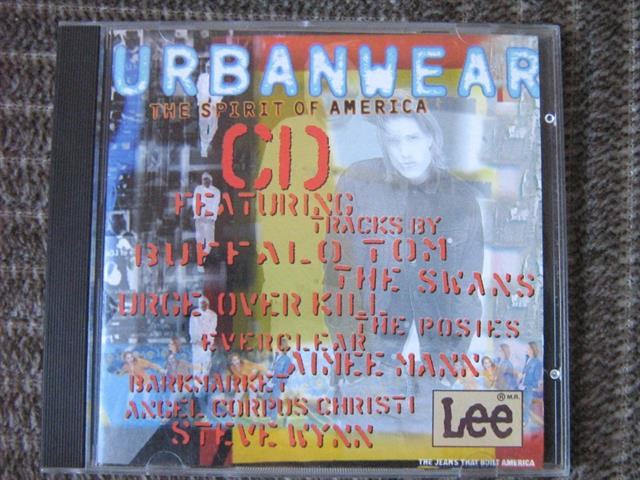 URBANWEAR
THE SPIRIT OF AMERICA
CD
FEATURING
TRACKS BY
BUFFALO TOM
THE SWANS
URGE OVER KILL
THE POSIES
EVERCLEAR
AIMEE MANN
BARKMARKET
ANGEL CORPUS CHRISTI
STEVE WYNN
® M.R.
Lee
THE JEANS THAT BUILT AMERICA